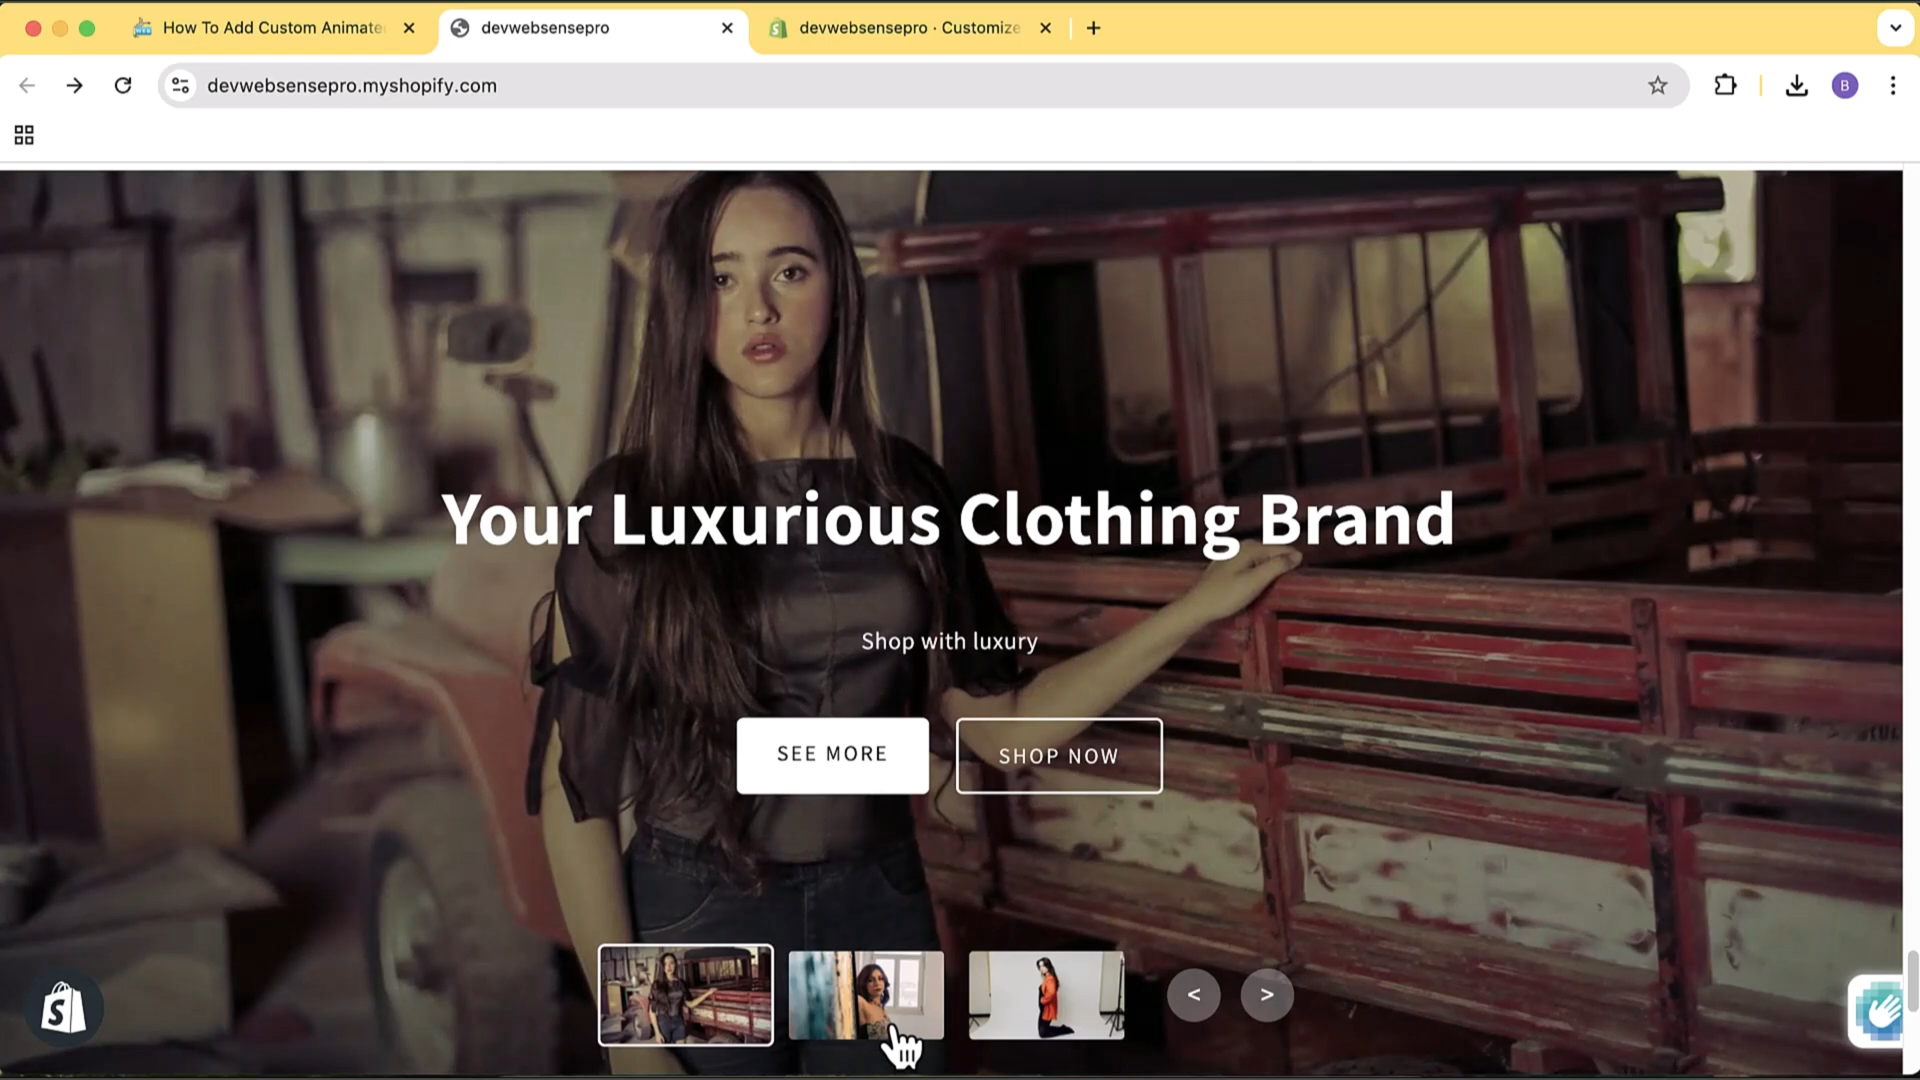 How To Add Custom Animate
devwebsensepro
devwebsensepro · Customize
devwebsensepro.myshopify.com
B
Your Luxurious Clothing Brand
Shop with luxury
SEE MORE
SHOP NOW
< >
S